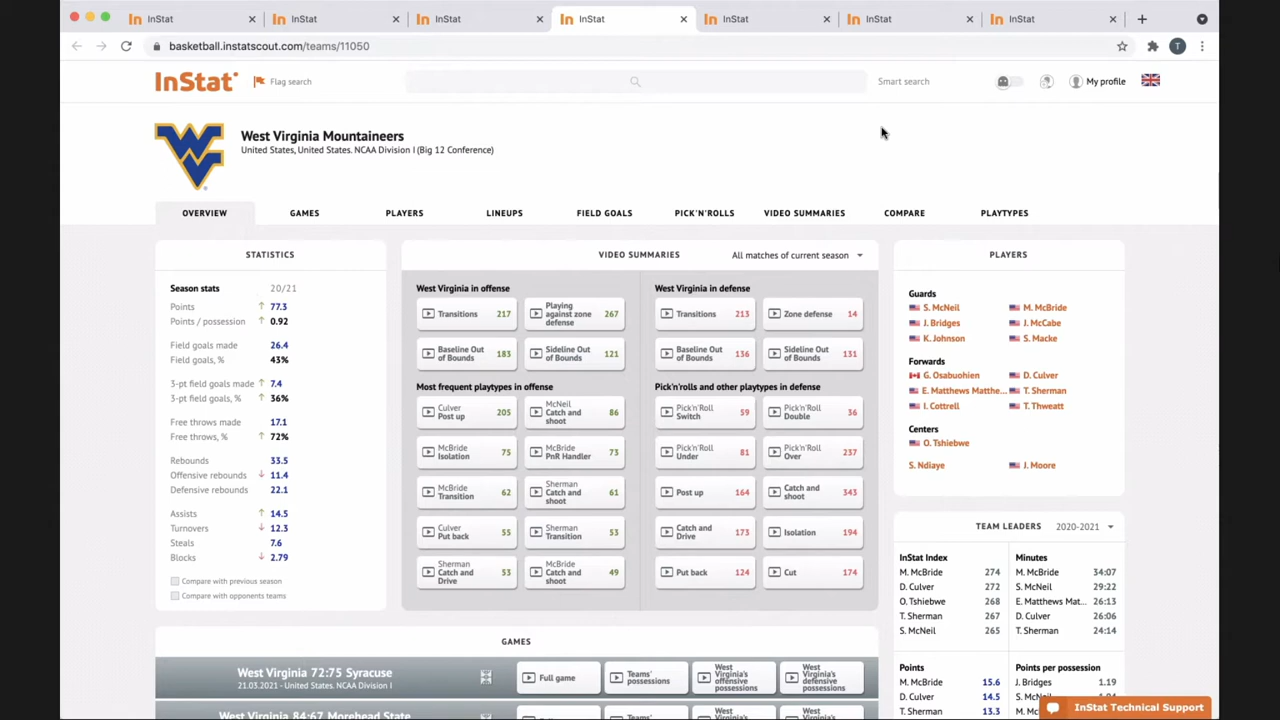 InStat
InStat
InStat
InStat
InStat
InStat
InStat
basketball.instatscout.com/teams/11050
T
InStat
Flag search
Smart search
My profile
West Virginia Mountaineers
United States, United States. NCAA Division I (Big 12 Conference)
OVERVIEW
GAMES
PLAYERS
LINEUPS
FIELD GOALS
PICK'N'ROLLS
VIDEO SUMMARIES
COMPARE
PLAYTYPES
STATISTICS
Season stats 20/21
Points 77.3
Points / possession 0.92
Field goals made 26.4
Field goals, % 43%
3-pt field goals made 7.4
3-pt field goals, % 36%
Free throws made 17.1
Free throws, % 72%
Rebounds 33.5
Offensive rebounds 11.4
Defensive rebounds 22.1
Assists 14.5
Turnovers 12.3
Steals 7.6
Blocks 2.79
Compare with previous season
Compare with opponents teams
VIDEO SUMMARIES
All matches of current season
West Virginia in offense
Transitions 217
Playing
against zone
defense 267
Baseline Out
of Bounds 183
Sideline Out
of Bounds 121
Most frequent playtypes in offense
Culver
Post up 205
McNeil
Catch and
shoot 86
McBride
Isolation 75
McBride
PnR Handler 73
McBride
Transition 62
Sherman
Catch and
shoot 61
Culver
Put back 55
Sherman
Transition 53
Sherman
Catch and
Drive 53
McBride
Catch and
shoot 49
West Virginia in defense
Transitions 213
Zone defense 14
Baseline Out
of Bounds 136
Sideline Out
of Bounds 131
Pick'n'rolls and other playtypes in defense
Pick'n'Roll
Switch 59
Pick'n'Roll
Double 36
Pick'n'Roll
Under 81
Pick'n'Roll
Over 237
Post up 164
Catch and
shoot 343
Catch and
Drive 173
Isolation 194
Put back 124
Cut 174
PLAYERS
Guards
S. McNeil M. McBride
J. Bridges J. McCabe
K. Johnson S. Macke
Forwards
G. Osabuohien D. Culver
E. Matthews Matthe... T. Sherman
I. Cottrell T. Thweatt
Centers
O. Tshiebwe
S. Ndiaye J. Moore
TEAM LEADERS 2020-2021
InStat Index
M. McBride 274
D. Culver 272
O. Tshiebwe 268
T. Sherman 267
S. McNeil 265
Minutes
M. McBride 34:07
S. McNeil 29:22
E. Matthews Mat... 26:13
D. Culver 26:06
T. Sherman 24:14
Points
M. McBride 15.6
D. Culver 14.5
13.3
Points per possession
J. Bridges 1.19
GAMES
West Virginia 72:75 Syracuse
21.03.2021 - United States. NCAA Division I
Full game
Teams'
possessions
West
Virginia's
offensive
possessions
West
Virginia's
defensive
possessions
West Virginia 84:67 Morehead State
InStat Technical Support